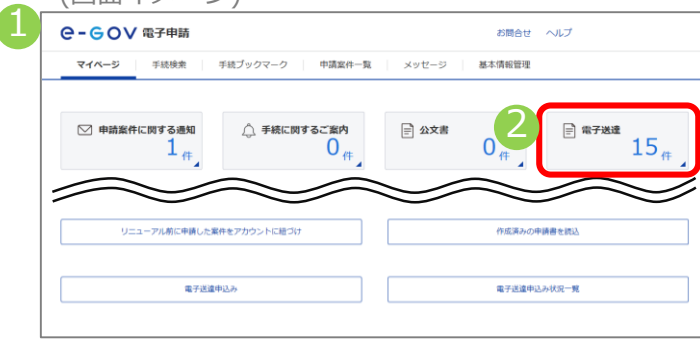 (画面イメージ)
1
e-GOV 電子申請
お問合せ ヘルプ
マイページ 手続検索 手続ブックマーク 申請案件一覧 メッセージ 基本情報管理
2
申請案件に関する通知 手続に関するご案内 公文書 電子送達
1件 0件 0件 15件
リニューアル前に申請した案件をアカウントに紐づけ 作成済みの申請書を読込
電子送達申込み 電子送達申込み状況一覧